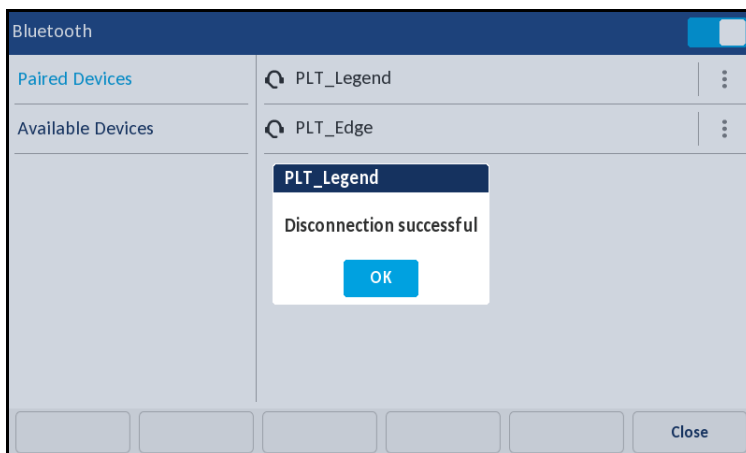 Bluetooth
Paired Devices
PLT_Legend
Available Devices
PLT_Edge
PLT_Legend
Disconnection successful
OK
Close